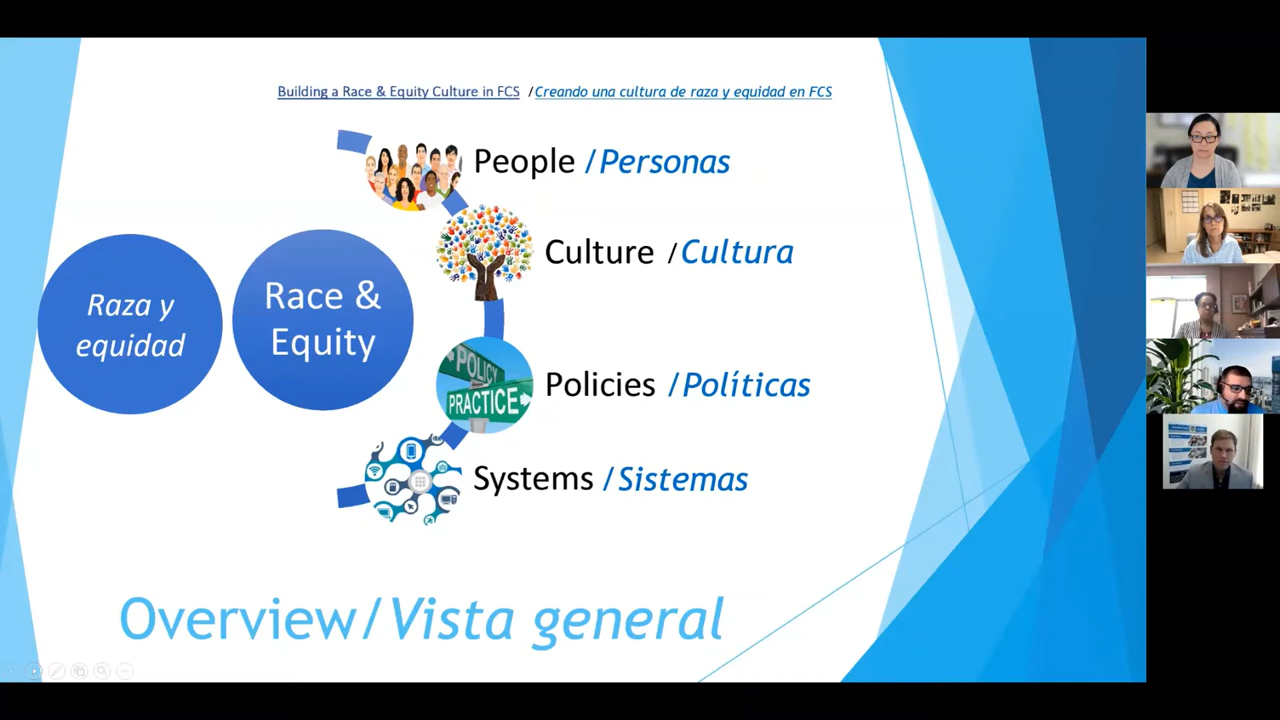 Building a Race & Equity Culture in FCS /Creando una cultura de raza y equidad en FCS
People /Personas
Culture /Cultura
Raza y
equidad
Race &
Equity
POLICY
PRACTICE
Policies /Políticas
Systems /Sistemas
Overview/Vista general